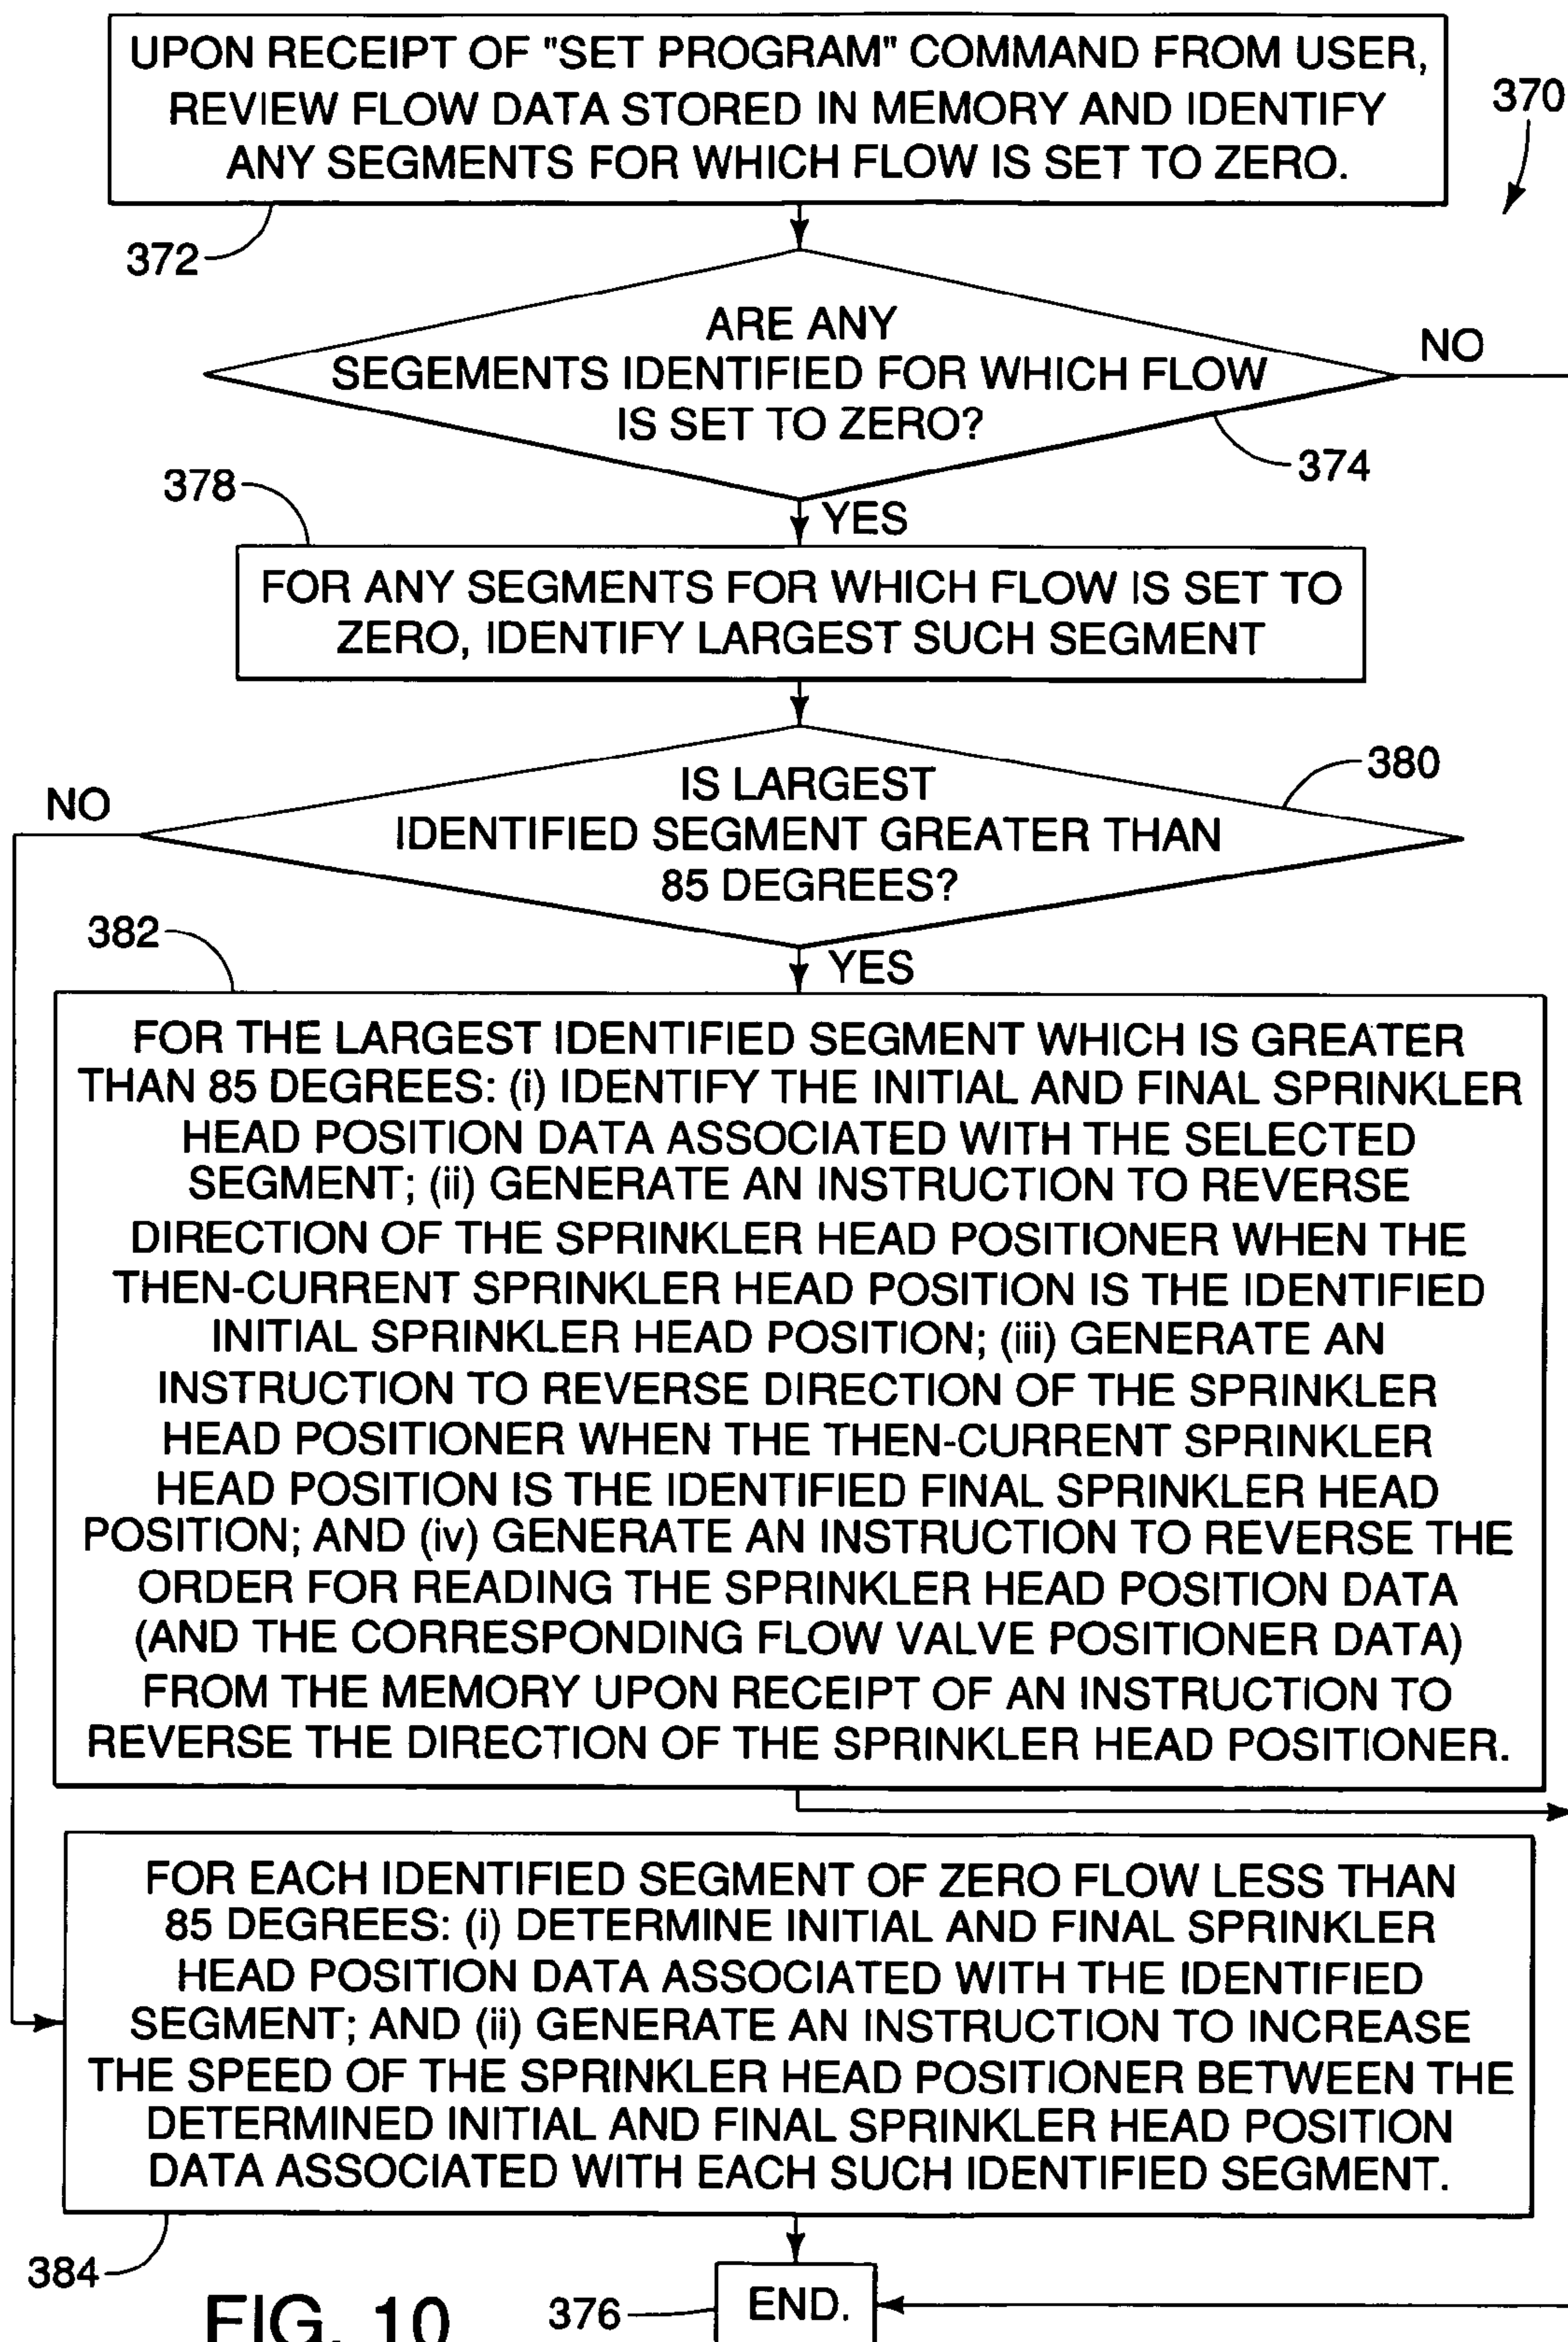 UPON RECEIPT OF "SET PROGRAM" COMMAND FROM USER,
REVIEW FLOW DATA STORED IN MEMORY AND IDENTIFY
ANY SEGMENTS FOR WHICH FLOW IS SET TO ZERO.
370
372
ARE ANY
SEGEMENTS IDENTIFIED FOR WHICH FLOW
IS SET TO ZERO?
NO
374
378
YES
FOR ANY SEGMENTS FOR WHICH FLOW IS SET TO
ZERO, IDENTIFY LARGEST SUCH SEGMENT
380
NO
IS LARGEST
IDENTIFIED SEGMENT GREATER THAN
85 DEGREES?
382
YES
FOR THE LARGEST IDENTIFIED SEGMENT WHICH IS GREATER
THAN 85 DEGREES: (i) IDENTIFY THE INITIAL AND FINAL SPRINKLER
HEAD POSITION DATA ASSOCIATED WITH THE SELECTED
SEGMENT; (ii) GENERATE AN INSTRUCTION TO REVERSE
DIRECTION OF THE SPRINKLER HEAD POSITIONER WHEN THE
THEN-CURRENT SPRINKLER HEAD POSITION IS THE IDENTIFIED
INITIAL SPRINKLER HEAD POSITION; (iii) GENERATE AN
INSTRUCTION TO REVERSE DIRECTION OF THE SPRINKLER
HEAD POSITIONER WHEN THE THEN-CURRENT SPRINKLER
HEAD POSITION IS THE IDENTIFIED FINAL SPRINKLER HEAD
POSITION; AND (iv) GENERATE AN INSTRUCTION TO REVERSE THE
ORDER FOR READING THE SPRINKLER HEAD POSITION DATA
(AND THE CORRESPONDING FLOW VALVE POSITIONER DATA)
FROM THE MEMORY UPON RECEIPT OF AN INSTRUCTION TO
REVERSE THE DIRECTION OF THE SPRINKLER HEAD POSITIONER.
FOR EACH IDENTIFIED SEGMENT OF ZERO FLOW LESS THAN
85 DEGREES: (i) DETERMINE INITIAL AND FINAL SPRINKLER
HEAD POSITION DATA ASSOCIATED WITH THE IDENTIFIED
SEGMENT; AND (ii) GENERATE AN INSTRUCTION TO INCREASE
THE SPEED OF THE SPRINKLER HEAD POSITIONER BETWEEN THE
DETERMINED INITIAL AND FINAL SPRINKLER HEAD POSITION
DATA ASSOCIATED WITH EACH SUCH IDENTIFIED SEGMENT.
384
FIG. 10
376
END.